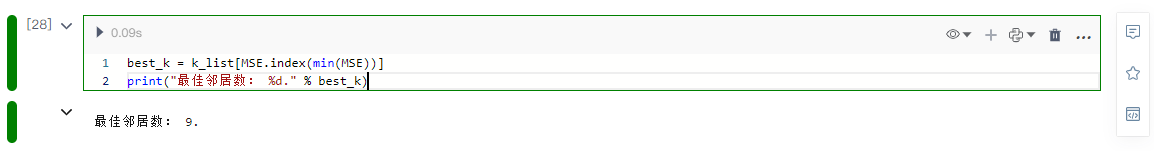 [28]
0.09s
1 best_k = k_list[MSE.index(min(MSE))]
2 print("最佳邻居数： %d." % best_k)
最佳邻居数： 9.